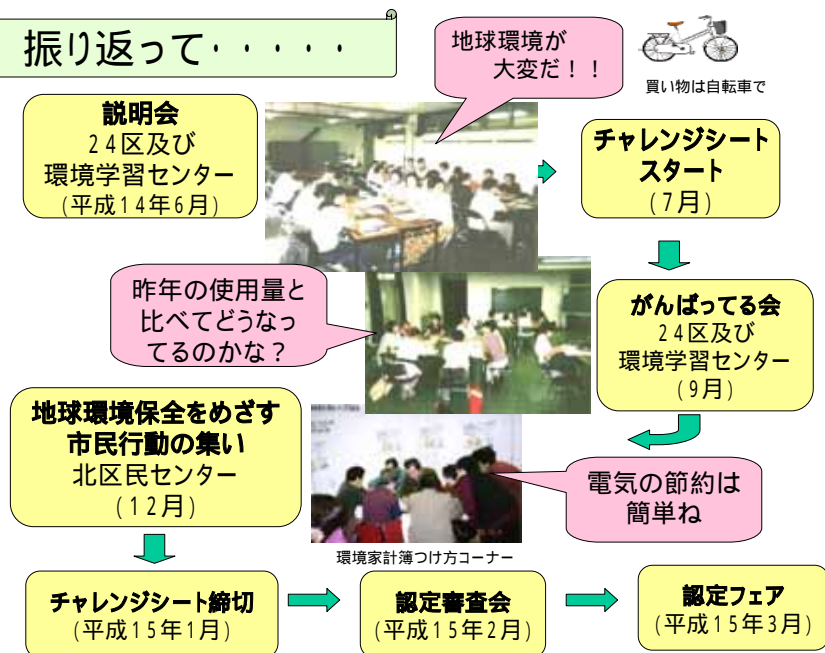 振り返って・・・・・
地球環境が
大変だ！！
買い物は自転車で
説明会
２４区及び
環境学習センター
(平成１４年６月)
チャレンジシート
スタート
(７月)
昨年の使用量と
比べてどうなっ
てるのかな？
がんばってる会
２４区及び
環境学習センター
(９月)
地球環境保全をめざす
市民行動の集い
北区民センター
(１２月)
電気の節約は
簡単ね
環境家計簿つけ方コーナー
チャレンジシート締切
(平成１５年１月)
認定審査会
(平成１５年２月)
認定フェア
(平成１５年３月)